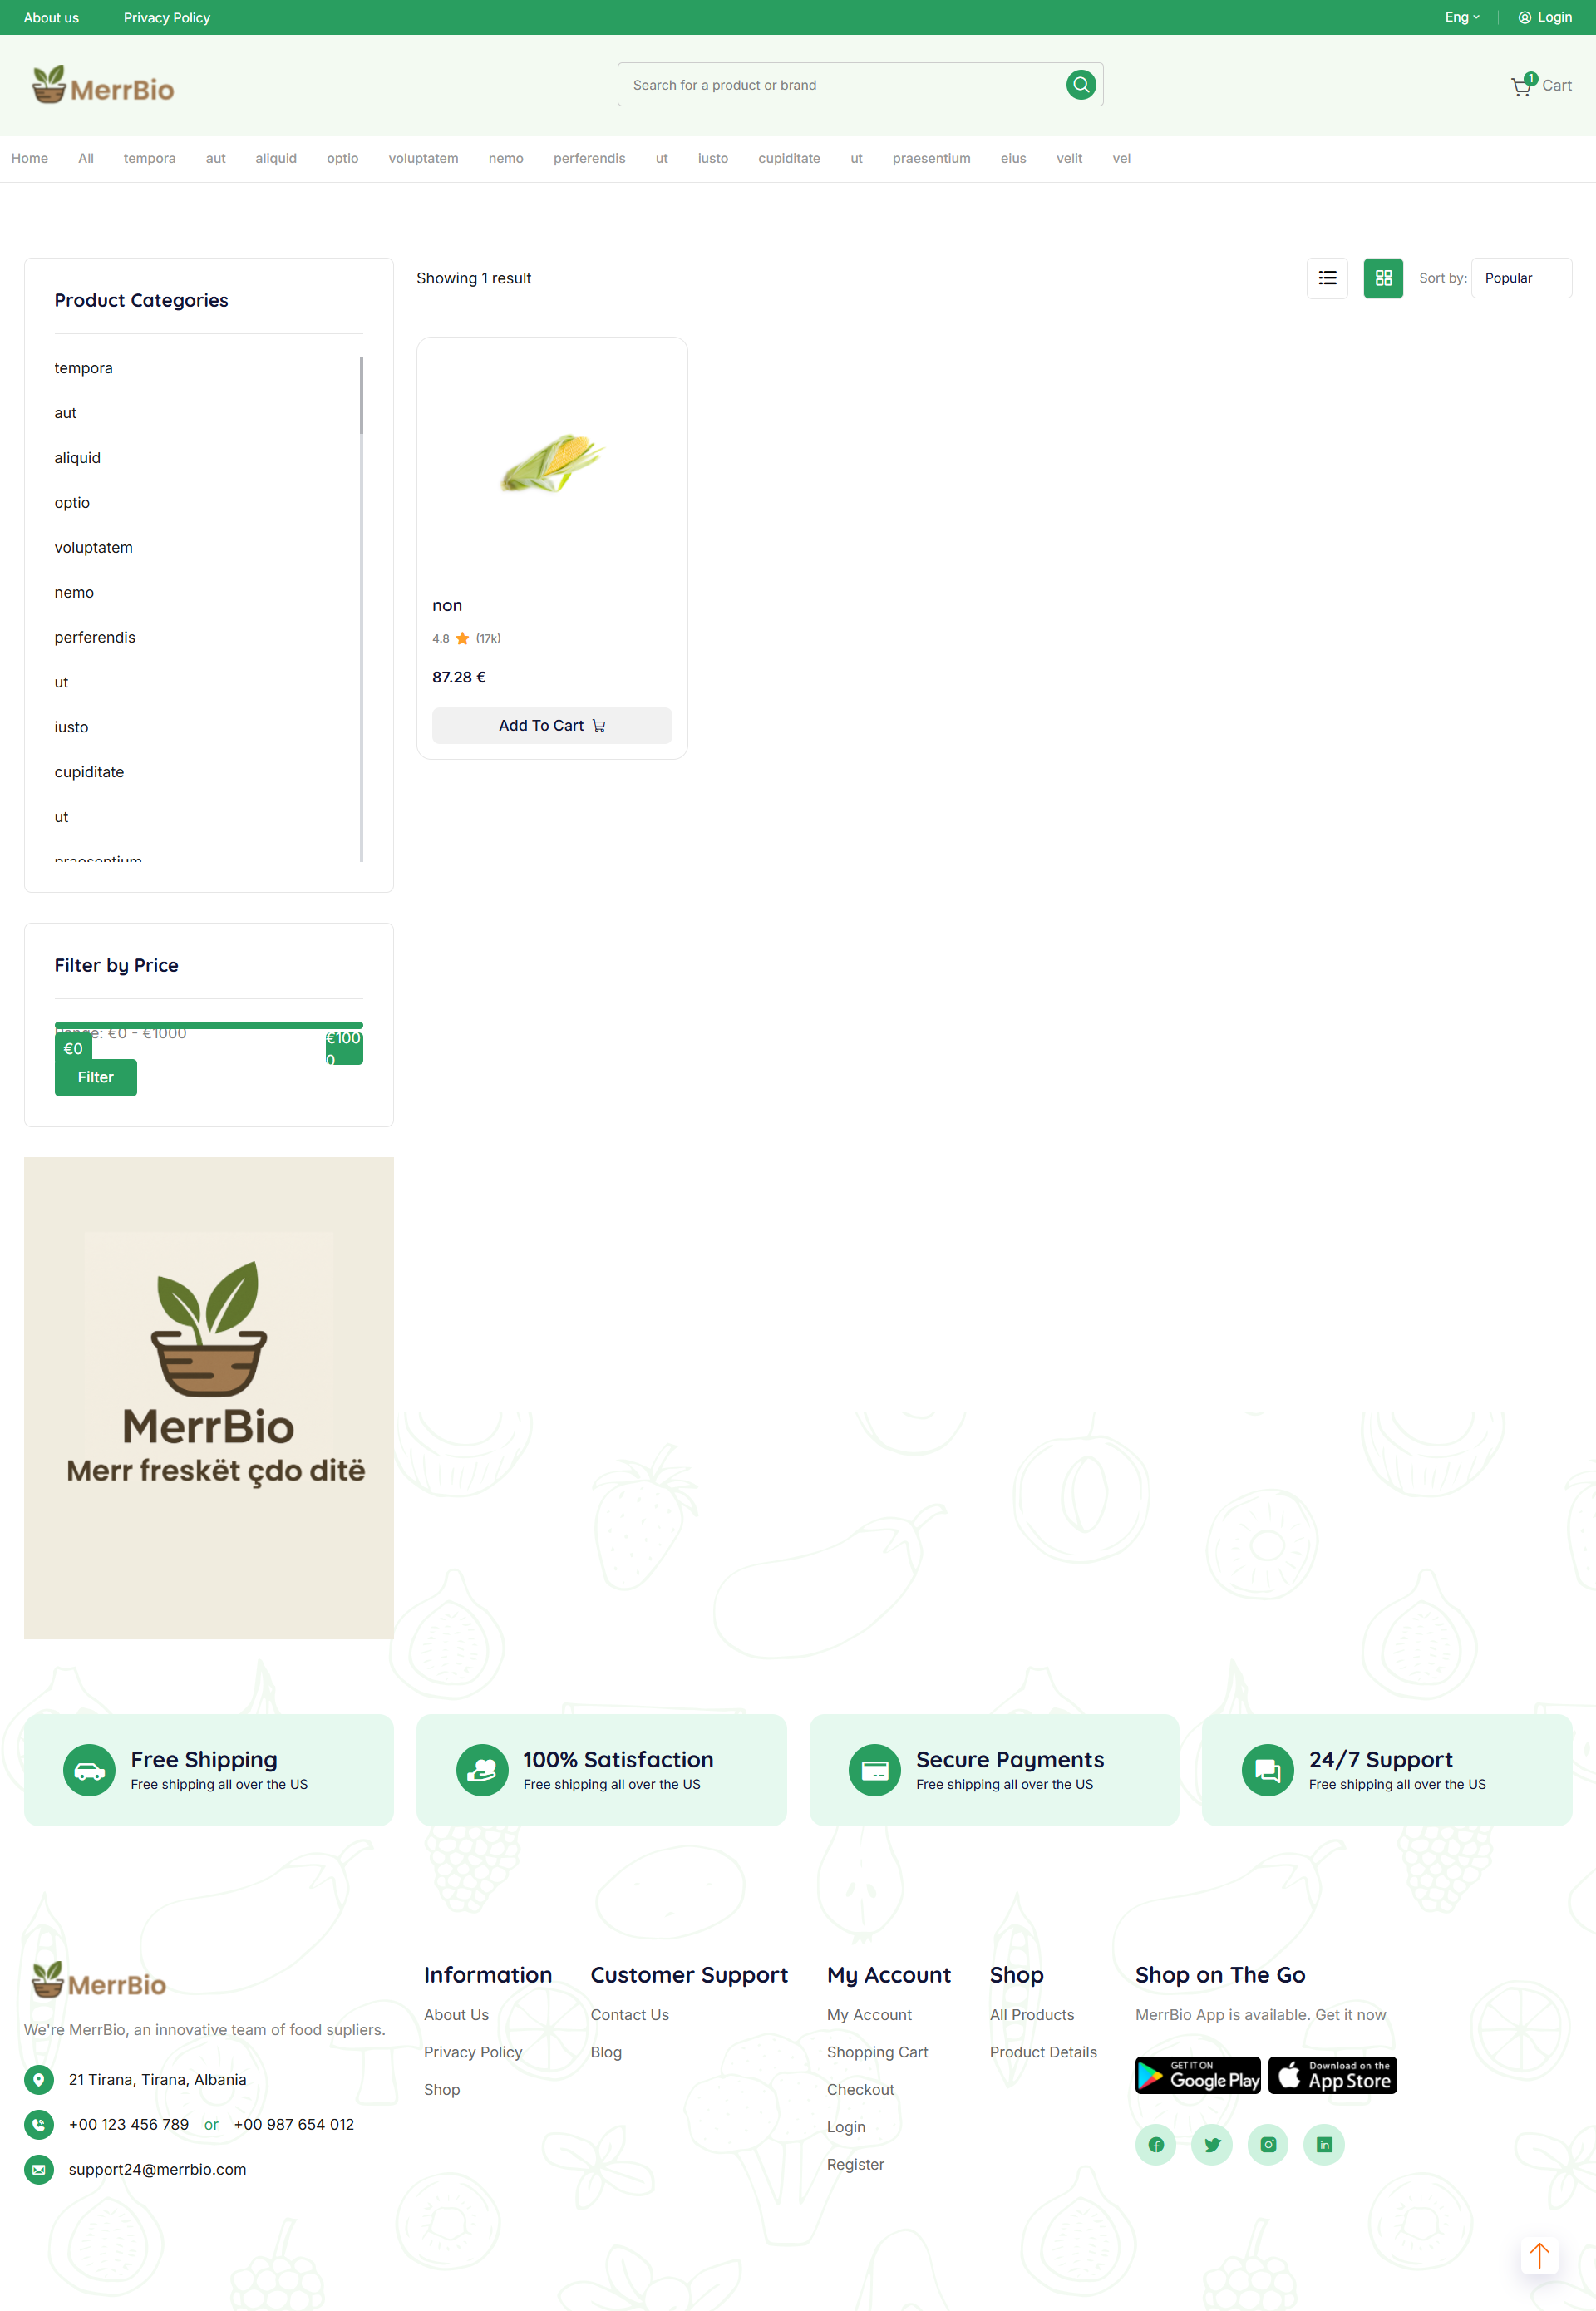 About us
Privacy Policy
Eng
Login
MerrBio
Search for a product or brand
1
Cart
Home
All
tempora
aut
aliquid
optio
voluptatem
nemo
perferendis
ut
iusto
cupiditate
ut
praesentium
eius
velit
vel
Product Categories
tempora
aut
aliquid
optio
voluptatem
nemo
perferendis
ut
iusto
cupiditate
ut
praesentium
Showing 1 result
Sort by:
Popular
non
4.8 (17k)
87.28 €
Add To Cart
Filter by Price
Range: €0 - €1000
€0
€100
0
Filter
MerrBio
Merr freskët çdo ditë
Free Shipping
Free shipping all over the US
100% Satisfaction
Free shipping all over the US
Secure Payments
Free shipping all over the US
24/7 Support
Free shipping all over the US
MerrBio
We're MerrBio, an innovative team of food supliers.
21 Tirana, Tirana, Albania
+00 123 456 789 or +00 987 654 012
support24@merrbio.com
Information
About Us
Privacy Policy
Shop
Customer Support
Contact Us
Blog
My Account
My Account
Shopping Cart
Checkout
Login
Register
Shop
All Products
Product Details
Shop on The Go
MerrBio App is available. Get it now
GET IT ON
Google Play
Download on the
App Store